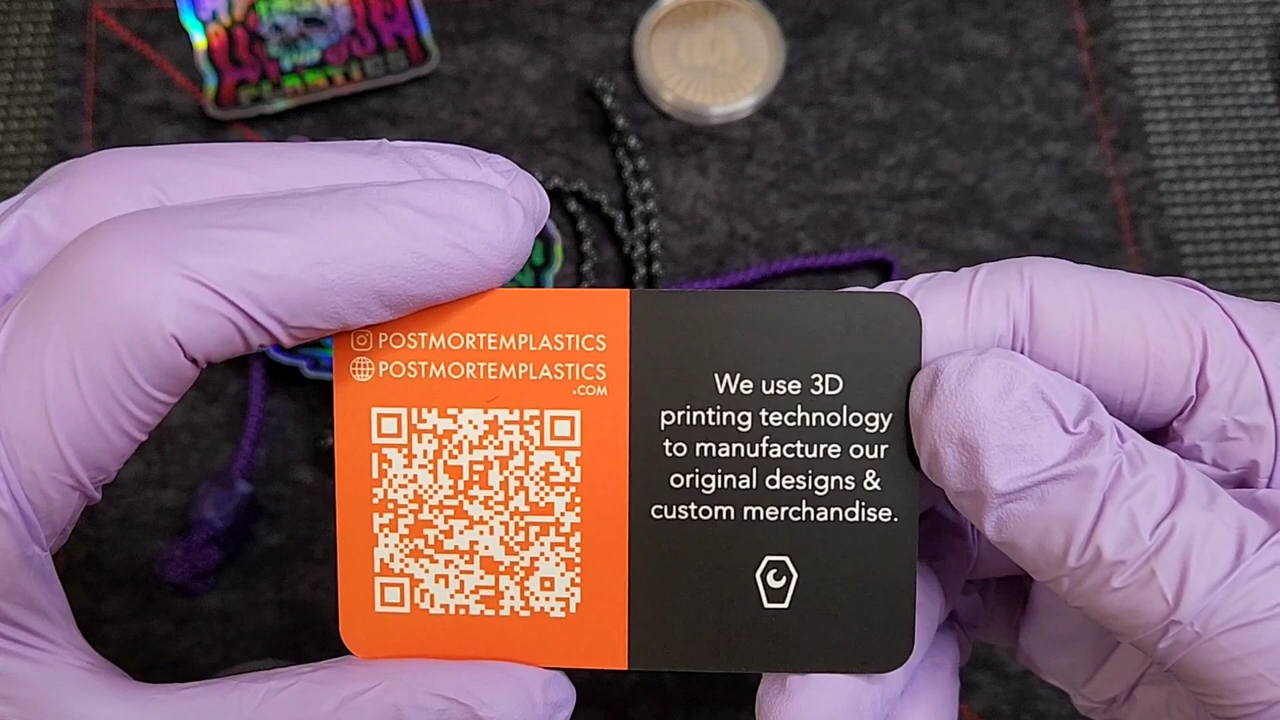 POSTMORTEMPLASTICS
POSTMORTEMPLASTICS
.COM
We use 3D
printing technology
to manufacture our
original designs &
custom merchandise.